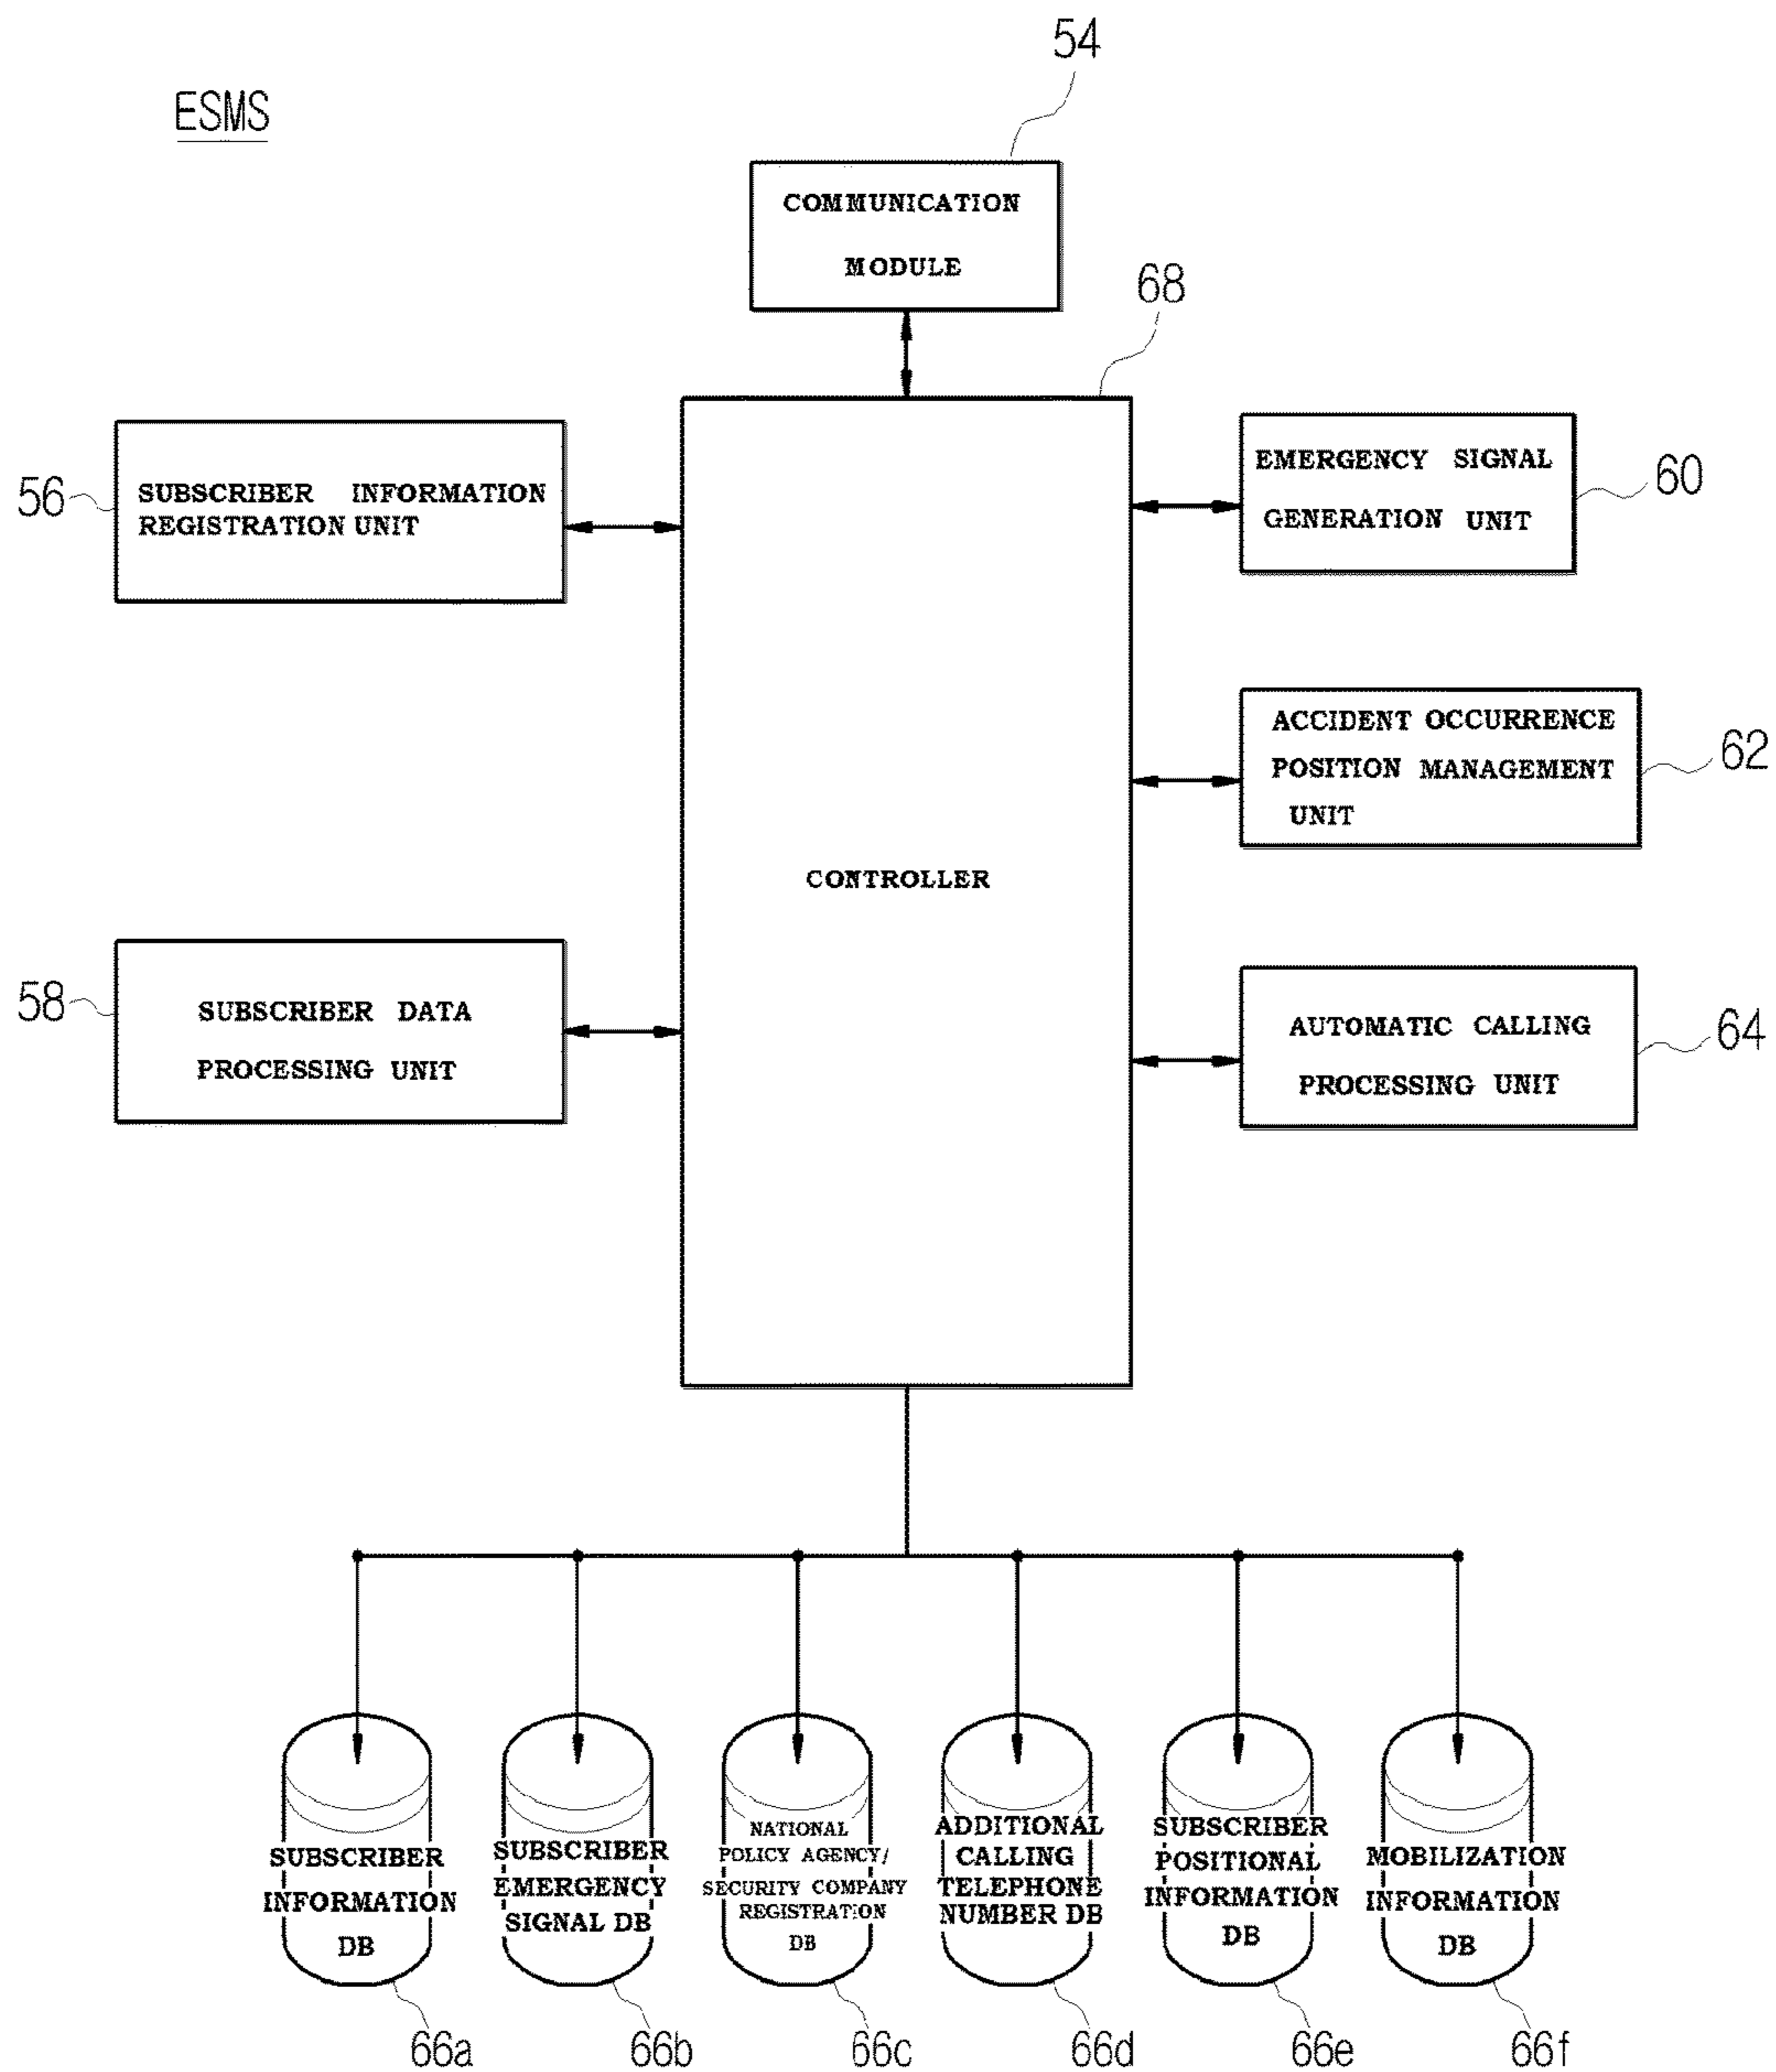 54
ESMS
COMMUNICATION
MODULE
68
56
SUBSCRIBER INFORMATION
REGISTRATION UNIT
EMERGENCY SIGNAL
GENERATION UNIT
60
ACCIDENT OCCURRENCE
POSITION MANAGEMENT
UNIT
62
CONTROLLER
58
SUBSCRIBER DATA
PROCESSING UNIT
AUTOMATIC CALLING
PROCESSING UNIT
64
SUBSCRIBER
INFORMATION
DB
SUBSCRIBER
EMERGENCY
SIGNAL DB
NATIONAL
POLICY AGENCY/
SECURITY COMPANY
REGISTRATION
DB
ADDITIONAL
CALLING
TELEPHONE
NUMBER DB
SUBSCRIBER
POSITIONAL
INFORMATION
DB
MOBILIZATION
INFORMATION
DB
66a
66b
66c
66d
66e
66f